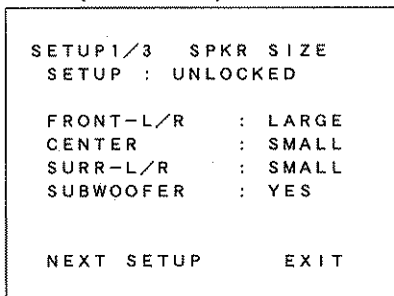 SETUP1/3 SPKR SIZE
SETUP : UNLOCKED
FRONT-L/R : LARGE
CENTER : SMALL
SURR-L/R : SMALL
SUBWOOFER : YES
NEXT SETUP EXIT